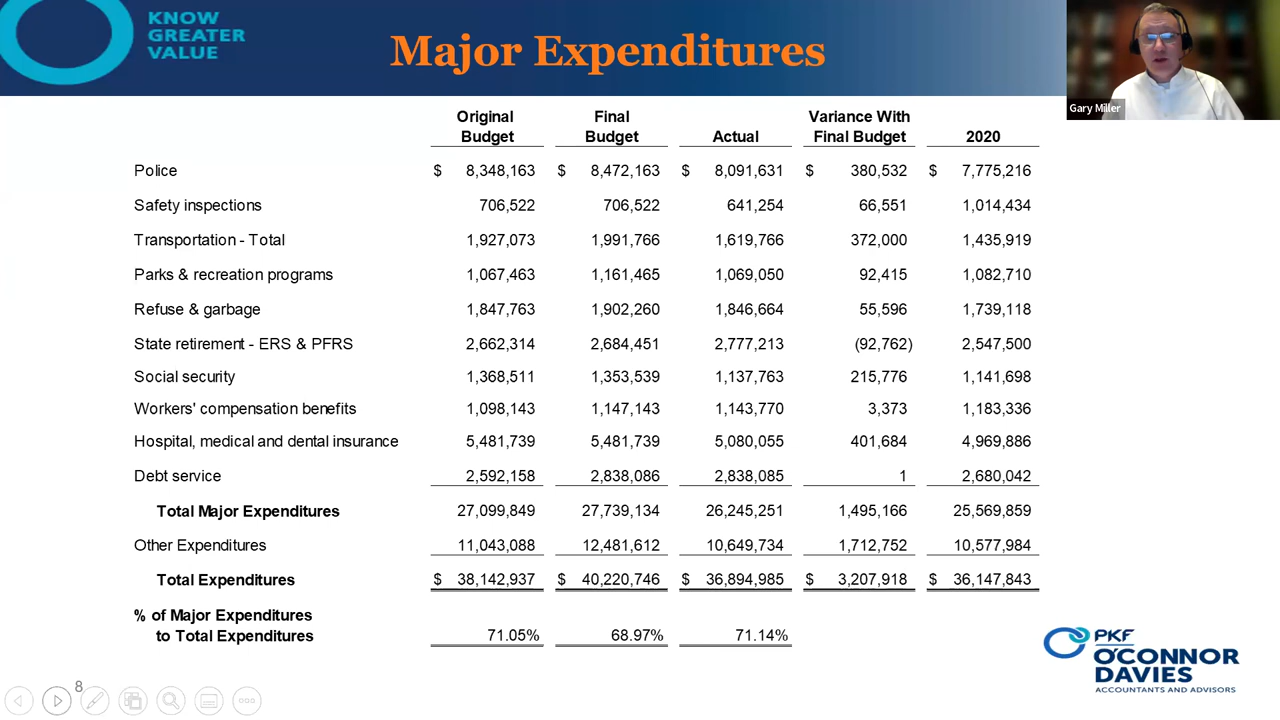 KNOW
GREATER
VALUE
Major Expenditures
Gary Miller
Original Final Variance With
Budget Budget Actual Final Budget 2020
Police $ 8,348,163 $ 8,472,163 $ 8,091,631 $ 380,532 $ 7,775,216
Safety inspections 706,522 706,522 641,254 66,551 1,014,434
Transportation - Total 1,927,073 1,991,766 1,619,766 372,000 1,435,919
Parks & recreation programs 1,067,463 1,161,465 1,069,050 92,415 1,082,710
Refuse & garbage 1,847,763 1,902,260 1,846,664 55,596 1,739,118
State retirement - ERS & PFRS 2,662,314 2,684,451 2,777,213 (92,762) 2,547,500
Social security 1,368,511 1,353,539 1,137,763 215,776 1,141,698
Workers' compensation benefits 1,098,143 1,147,143 1,143,770 3,373 1,183,336
Hospital, medical and dental insurance 5,481,739 5,481,739 5,080,055 401,684 4,969,886
Debt service 2,592,158 2,838,086 2,838,085 1 2,680,042
Total Major Expenditures 27,099,849 27,739,134 26,245,251 1,495,166 25,569,859
Other Expenditures 11,043,088 12,481,612 10,649,734 1,712,752 10,577,984
Total Expenditures $ 38,142,937 $ 40,220,746 $ 36,894,985 $ 3,207,918 $ 36,147,843
% of Major Expenditures
to Total Expenditures 71.05% 68.97% 71.14%
8
PKF
O'CONNOR
DAVIES
ACCOUNTANTS AND ADVISORS